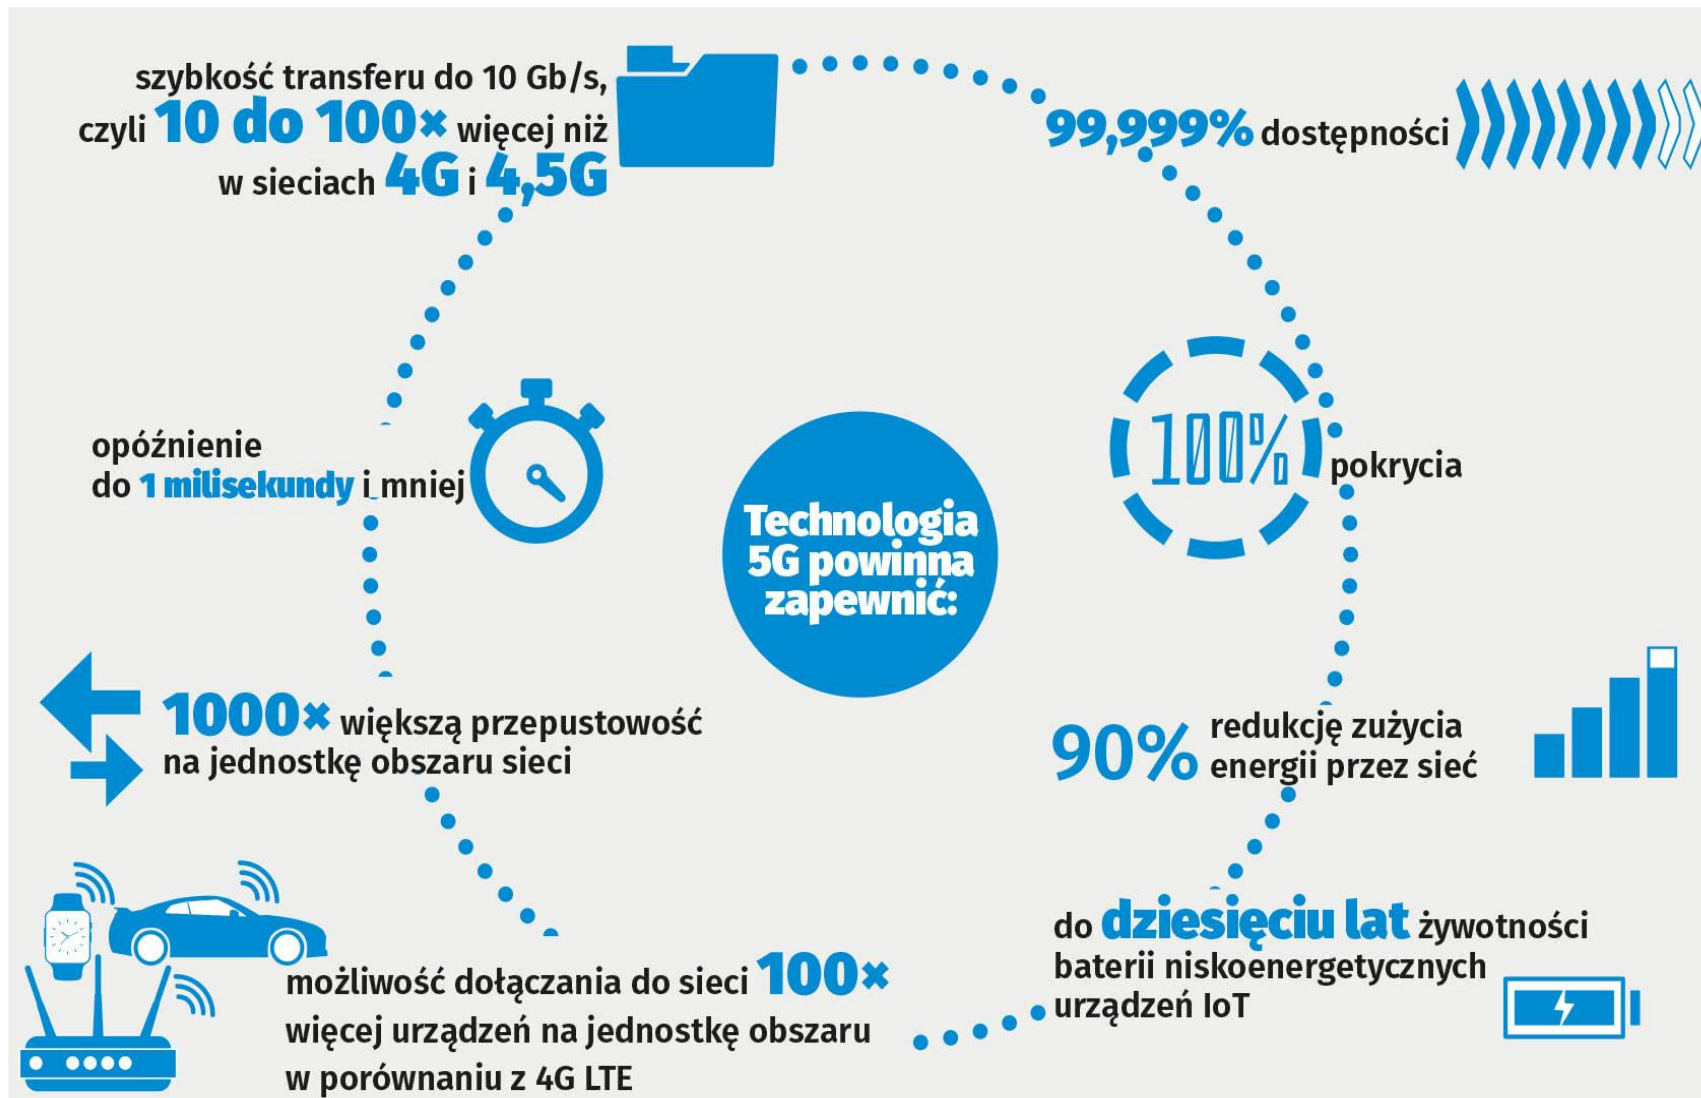 szybkość transferu do 10 Gb/s,
czyli 10 do 100× więcej niż
w sieciach 4G i 4,5G
99,999% dostępności
opóźnienie
do 1 milisekundy i mniej
100% pokrycia
Technologia
5G powinna
zapewnić:
1000× większą przepustowość
na jednostkę obszaru sieci
90% redukcję zużycia
energii przez sieć
możliwość dołączania do sieci 100×
więcej urządzeń na jednostkę obszaru
w porównaniu z 4G LTE
do dziesięciu lat żywotności
baterii niskoenergetycznych
urządzeń IoT